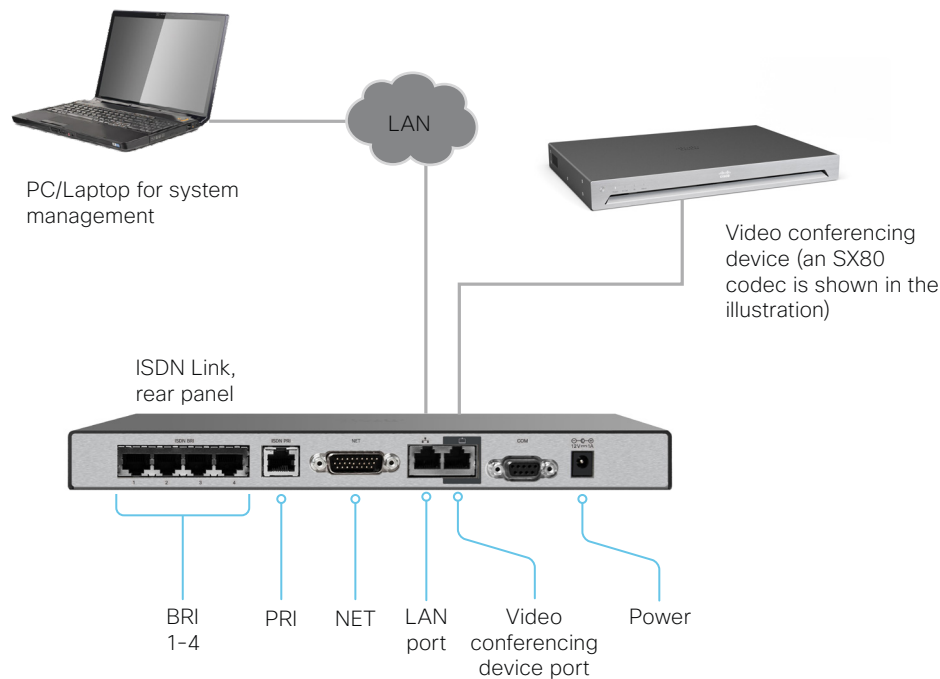 LAN
PC/Laptop for system
management
Video conferencing
device (an SX80
codec is shown in the
illustration)
ISDN Link,
rear panel
ISDN BRI
ISDN PRI
NET
COM
12V 1A
1 2 3 4
BRI
1-4
PRI
NET
LAN
port
Video
conferencing
device port
Power